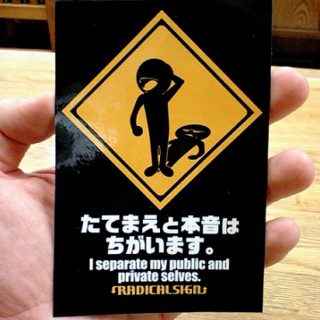 たてまえと本音は
ちがいます。
I separate my public and
private selves.
RADICALSIGN